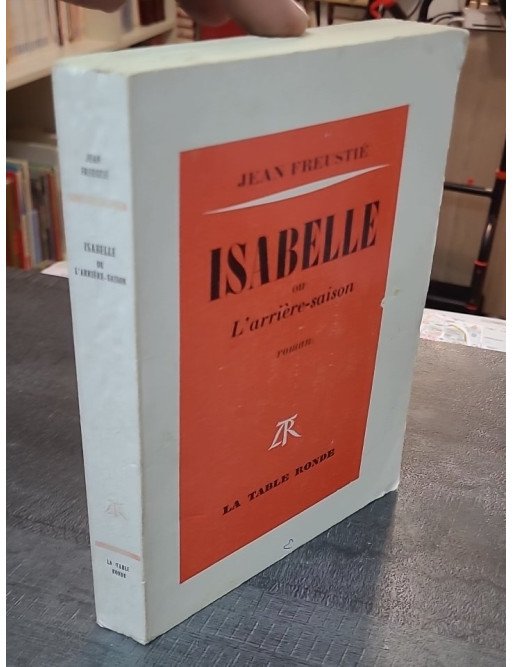 JEAN
FREUSTIÉ
ISABELLE
OU
L'ARRIÈRE-SAISON
LA TABLE
RONDE
JEAN FREUSTIÉ
ISABELLE
ou
L'arrière-saison
roman
LA TABLE RONDE